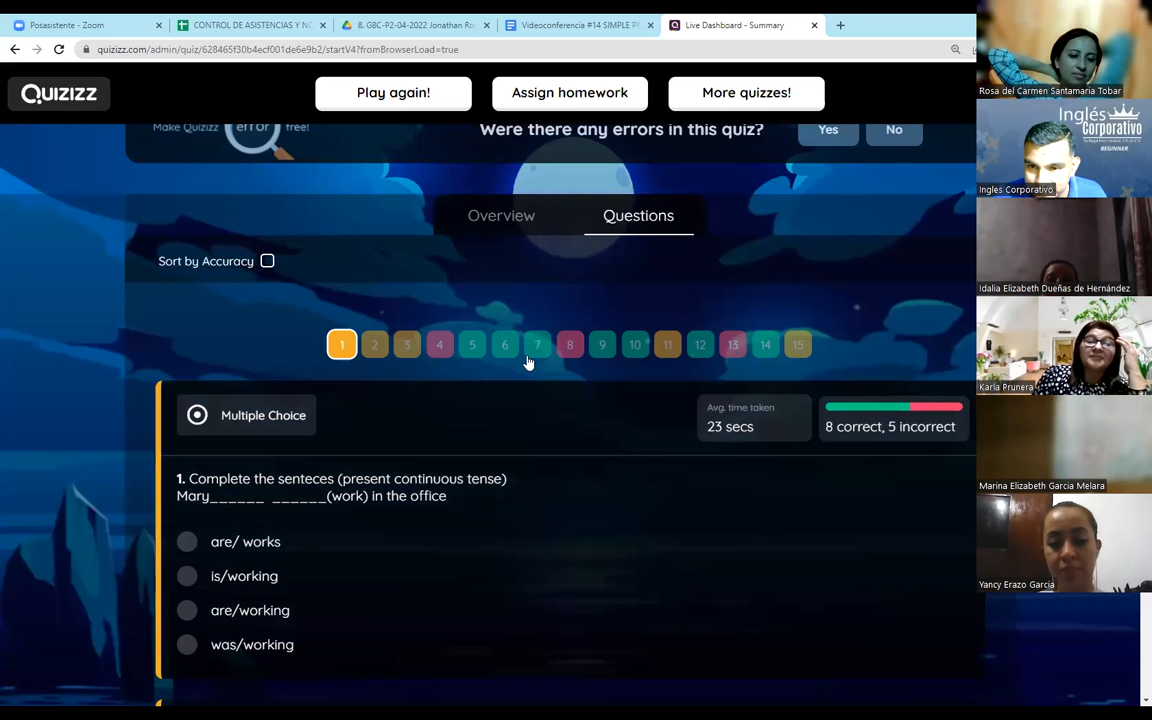 Posasistente - Zoom
CONTROL DE ASISTENCIAS Y NO
8. GBC-P2-04-2022 Jonathan Ro
Videoconferencia #14 SIMPLE PR
Live Dashboard - Summary
quizizz.com/admin/quiz/628465f30b4ecf001de6e9b2/startV4?fromBrowserLoad=true
Quizizz
Play again!
Assign homework
More quizzes!
Make Quizizz error free!
Were there any errors in this quiz?
Yes
No
Overview
Questions
Sort by Accuracy
1 2 3 4 5 6 7 8 9 10 11 12 13 14 15
Multiple Choice
Avg. time taken
23 secs
8 correct, 5 incorrect
1. Complete the senteces (present continuous tense)
Mary______ ______(work) in the office
are/ works
is/working
are/working
was/working
Rosa del Carmen Santamaria Tobar
Inglés
Corporativo
BEGINNER
Ingles Corporativo
Idalia Elizabeth Dueñas de Hernández
Karla Prunera
Marina Elizabeth Garcia Melara
Yancy Erazo Garcia